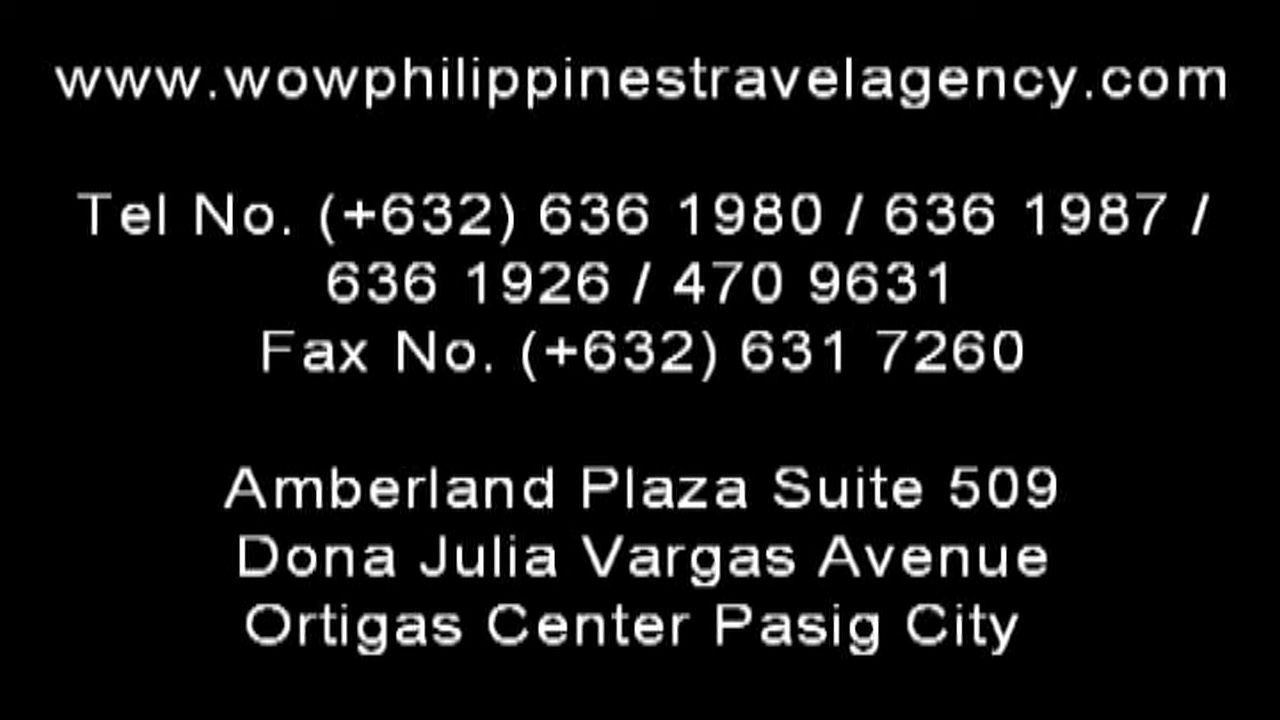 www.wowphilippinestravelagency.com
Tel No. (+632) 636 1980 / 636 1987 /
636 1926 / 470 9631
Fax No. (+632) 631 7260
Amberland Plaza Suite 509
Dona Julia Vargas Avenue
Ortigas Center Pasig City